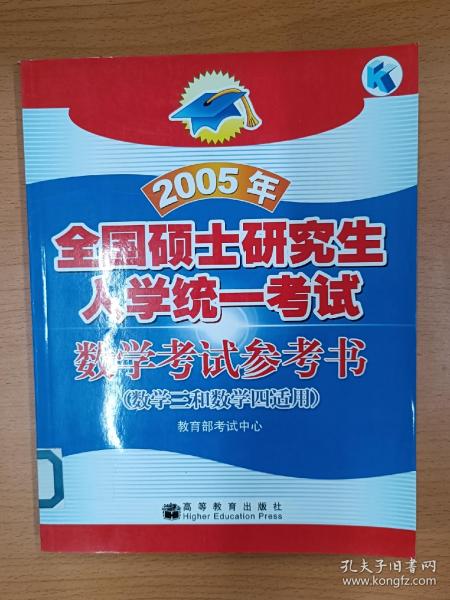 2005年
全国硕士研究生
入学统一考试
数学考试参考书
(数学三和数学四适用)
教育部考试中心
高等教育出版社
Higher Education Press
孔夫子旧书网
www.kongfz.com